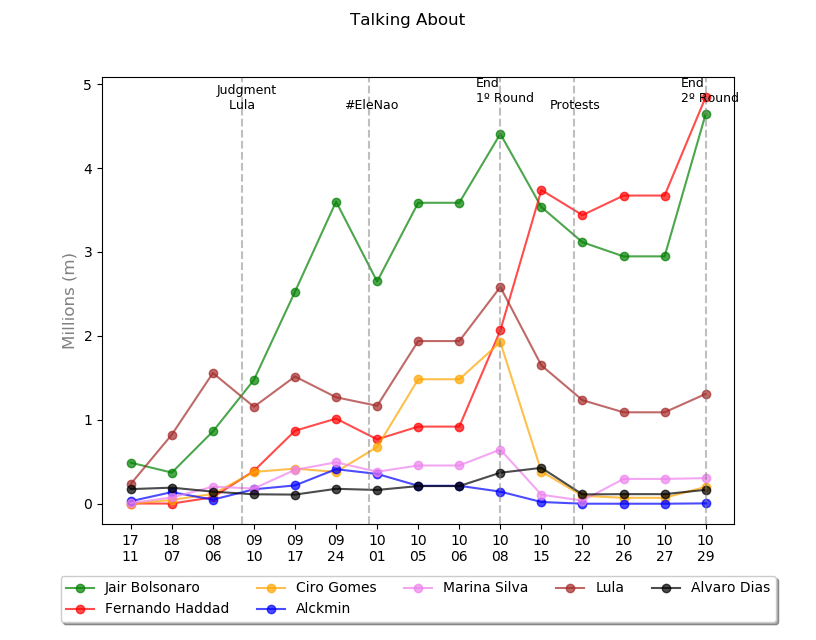 Talking About
Judgment
Lula
#EleNao
End
1º Round
Protests
End
2º Round
Millions (m)
5
4
3
2
1
0
17 18 08 09 09 09 10 10 10 10 10 10 10 10 10
11 07 06 10 17 24 01 05 06 08 15 22 26 27 29
Jair Bolsonaro Ciro Gomes Marina Silva Lula Alvaro Dias
Fernando Haddad Alckmin